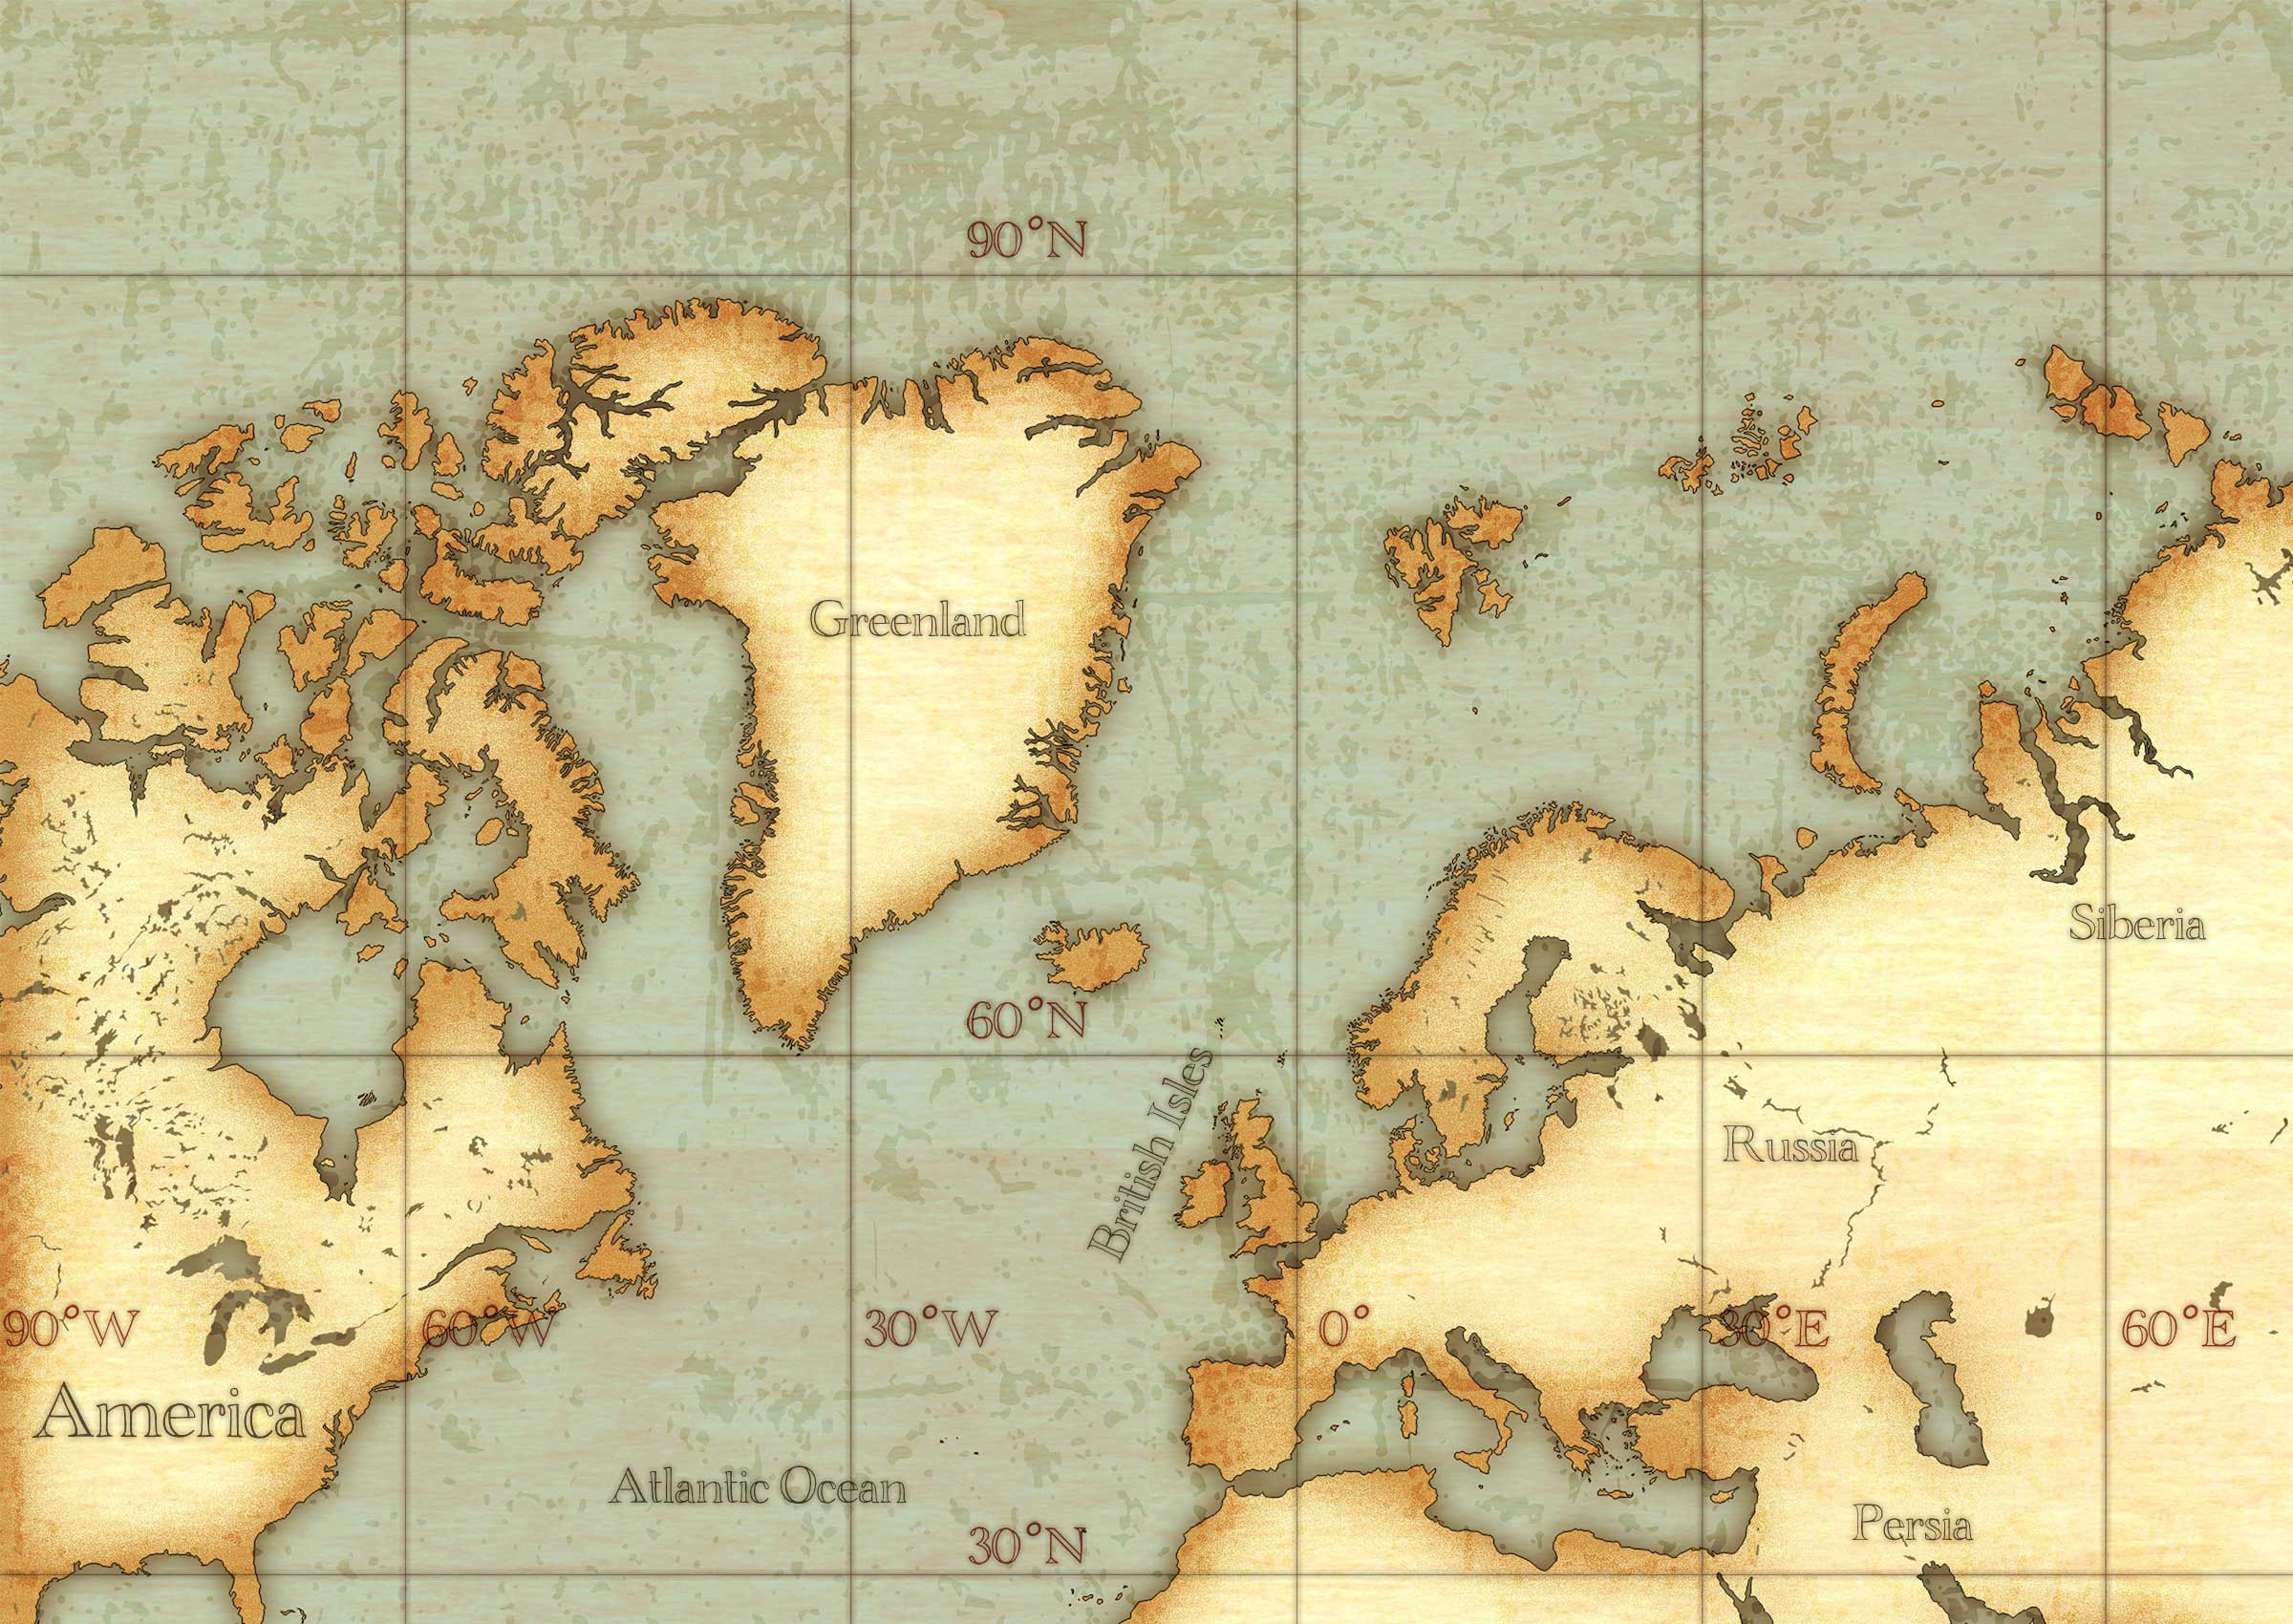 90°N
Greenland
Siberia
60°N
British Isles
Russia
90°W
60°W
30°W
0°
30°E
60°E
America
Atlantic Ocean
Persia
30°N